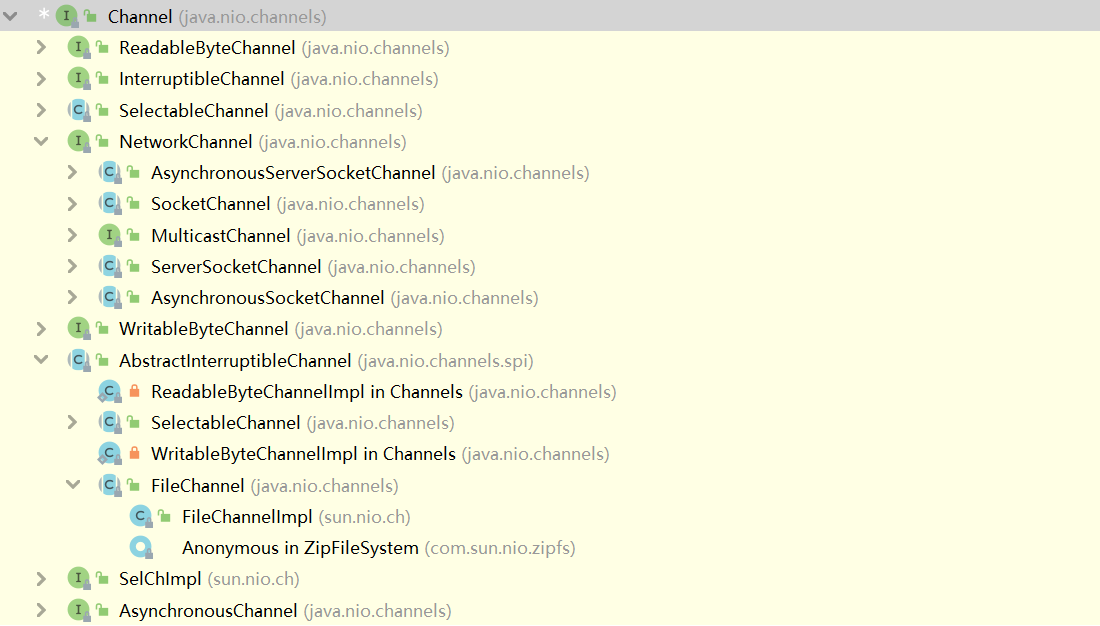 * I Channel (java.nio.channels)
I ReadableByteChannel (java.nio.channels)
I InterruptibleChannel (java.nio.channels)
C SelectableChannel (java.nio.channels)
I NetworkChannel (java.nio.channels)
C AsynchronousServerSocketChannel (java.nio.channels)
C SocketChannel (java.nio.channels)
I MulticastChannel (java.nio.channels)
C ServerSocketChannel (java.nio.channels)
C AsynchronousSocketChannel (java.nio.channels)
I WritableByteChannel (java.nio.channels)
C AbstractInterruptibleChannel (java.nio.channels.spi)
C ReadableByteChannelImpl in Channels (java.nio.channels)
C SelectableChannel (java.nio.channels)
C WritableByteChannelImpl in Channels (java.nio.channels)
C FileChannel (java.nio.channels)
C FileChannelImpl (sun.nio.ch)
Anonymous in ZipFileSystem (com.sun.nio.zipfs)
I SelChImpl (sun.nio.ch)
I AsynchronousChannel (java.nio.channels)